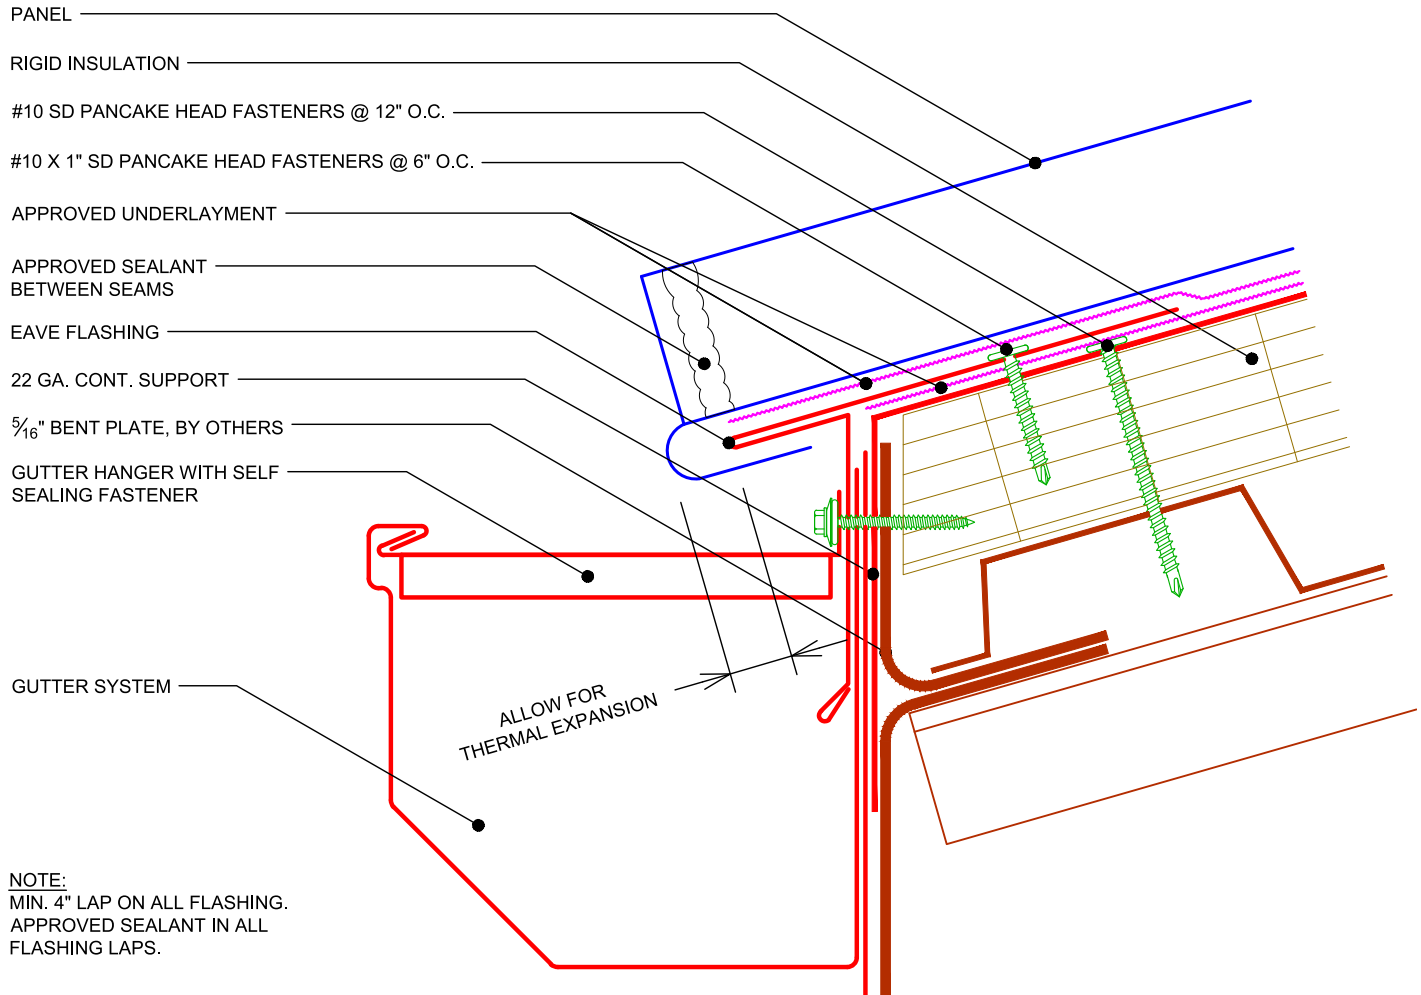 PANEL
RIGID INSULATION
#10 SD PANCAKE HEAD FASTENERS @ 12" O.C.
#10 X 1" SD PANCAKE HEAD FASTENERS @ 6" O.C.
APPROVED UNDERLAYMENT
APPROVED SEALANT
BETWEEN SEAMS
EAVE FLASHING
22 GA. CONT. SUPPORT
5/16" BENT PLATE, BY OTHERS
GUTTER HANGER WITH SELF
SEALING FASTENER
GUTTER SYSTEM
ALLOW FOR
THERMAL EXPANSION
NOTE:
MIN. 4" LAP ON ALL FLASHING.
APPROVED SEALANT IN ALL
FLASHING LAPS.